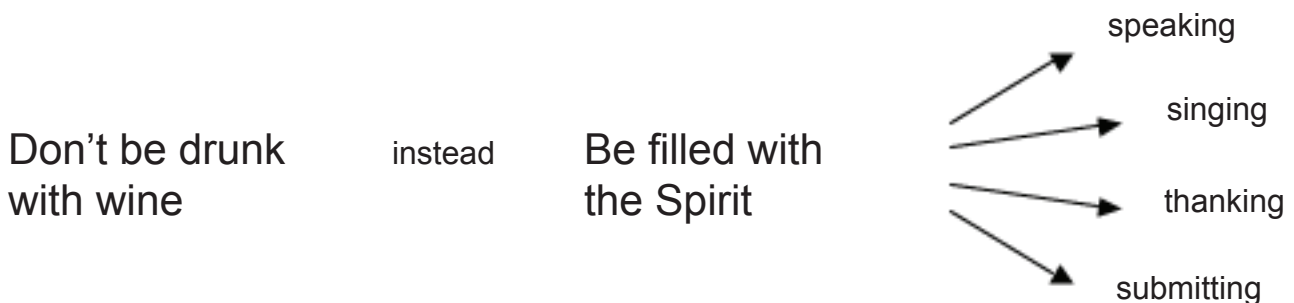 Don’t be drunk
with wine
instead
Be filled with
the Spirit
speaking
singing
thanking
submitting